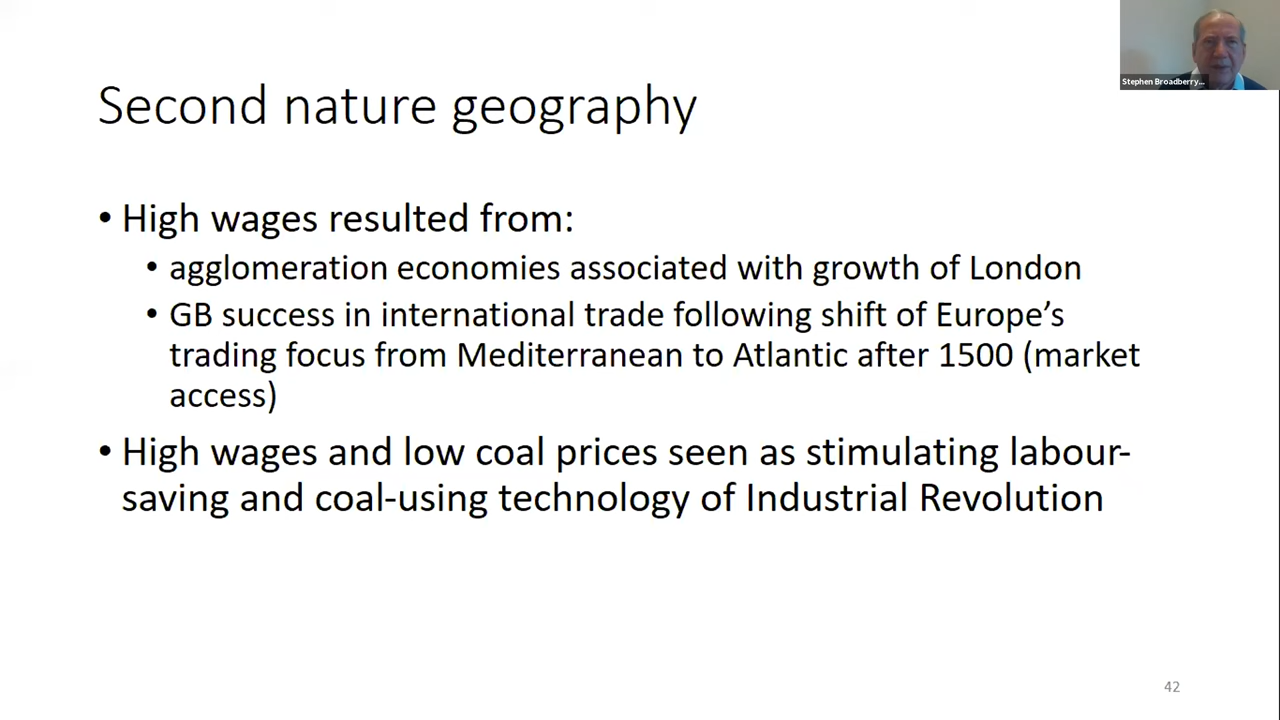 Stephen Broadberry...
Second nature geography
• High wages resulted from:
• agglomeration economies associated with growth of London
• GB success in international trade following shift of Europe’s
trading focus from Mediterranean to Atlantic after 1500 (market
access)
• High wages and low coal prices seen as stimulating labour-
saving and coal-using technology of Industrial Revolution
42